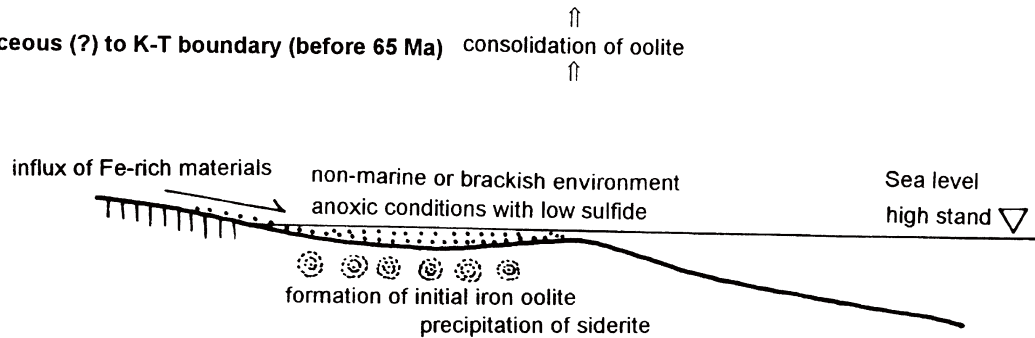 ceous (?) to K-T boundary (before 65 Ma) consolidation of oolite
influx of Fe-rich materials
non-marine or brackish environment
anoxic conditions with low sulfide
Sea level
high stand
formation of initial iron oolite
precipitation of siderite